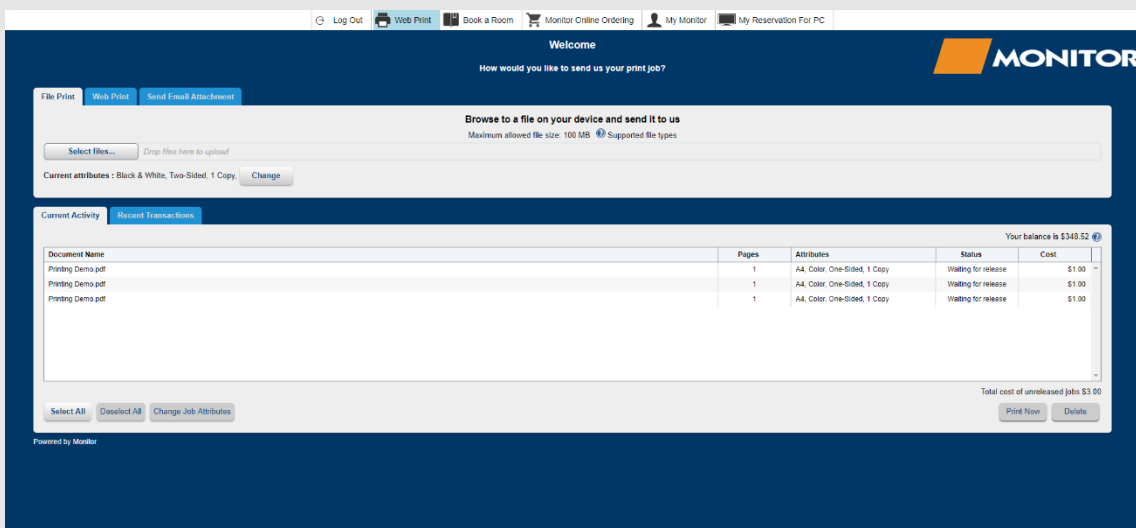 Log Out Web Print Book a Room Monitor Online Ordering My Monitor My Reservation For PC
Welcome
MONITOR
How would you like to send us your print job?
File Print Web Print Send Email Attachment
Browse to a file on your device and send it to us
Maximum allowed file size: 100 MB Supported file types
Select files... Drop files here to upload
Current attributes : Black & White, Two-Sided, 1 Copy, Change
Current Activity Recent Transactions
Your balance is $348.52
Document Name Pages Attributes Status Cost
Printing Demo.pdf 1 A4, Color, One-Sided, 1 Copy Waiting for release $1.00
Printing Demo.pdf 1 A4, Color, One-Sided, 1 Copy Waiting for release $1.00
Printing Demo.pdf 1 A4, Color, One-Sided, 1 Copy Waiting for release $1.00
Total cost of unreleased jobs $3.00
Select All Deselect All Change Job Attributes Print Now Delete
Powered by Monitor